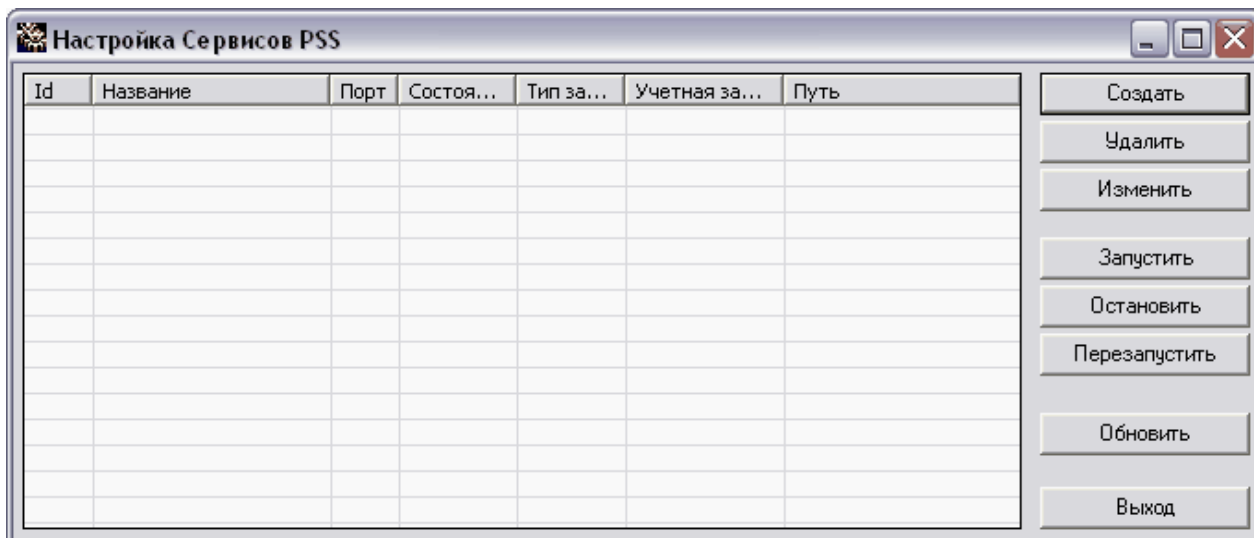 Настройка Сервисов PSS
Id Название Порт Состоя... Тип за... Учетная за... Путь
Создать
Удалить
Изменить
Запустить
Остановить
Перезапустить
Обновить
Выход